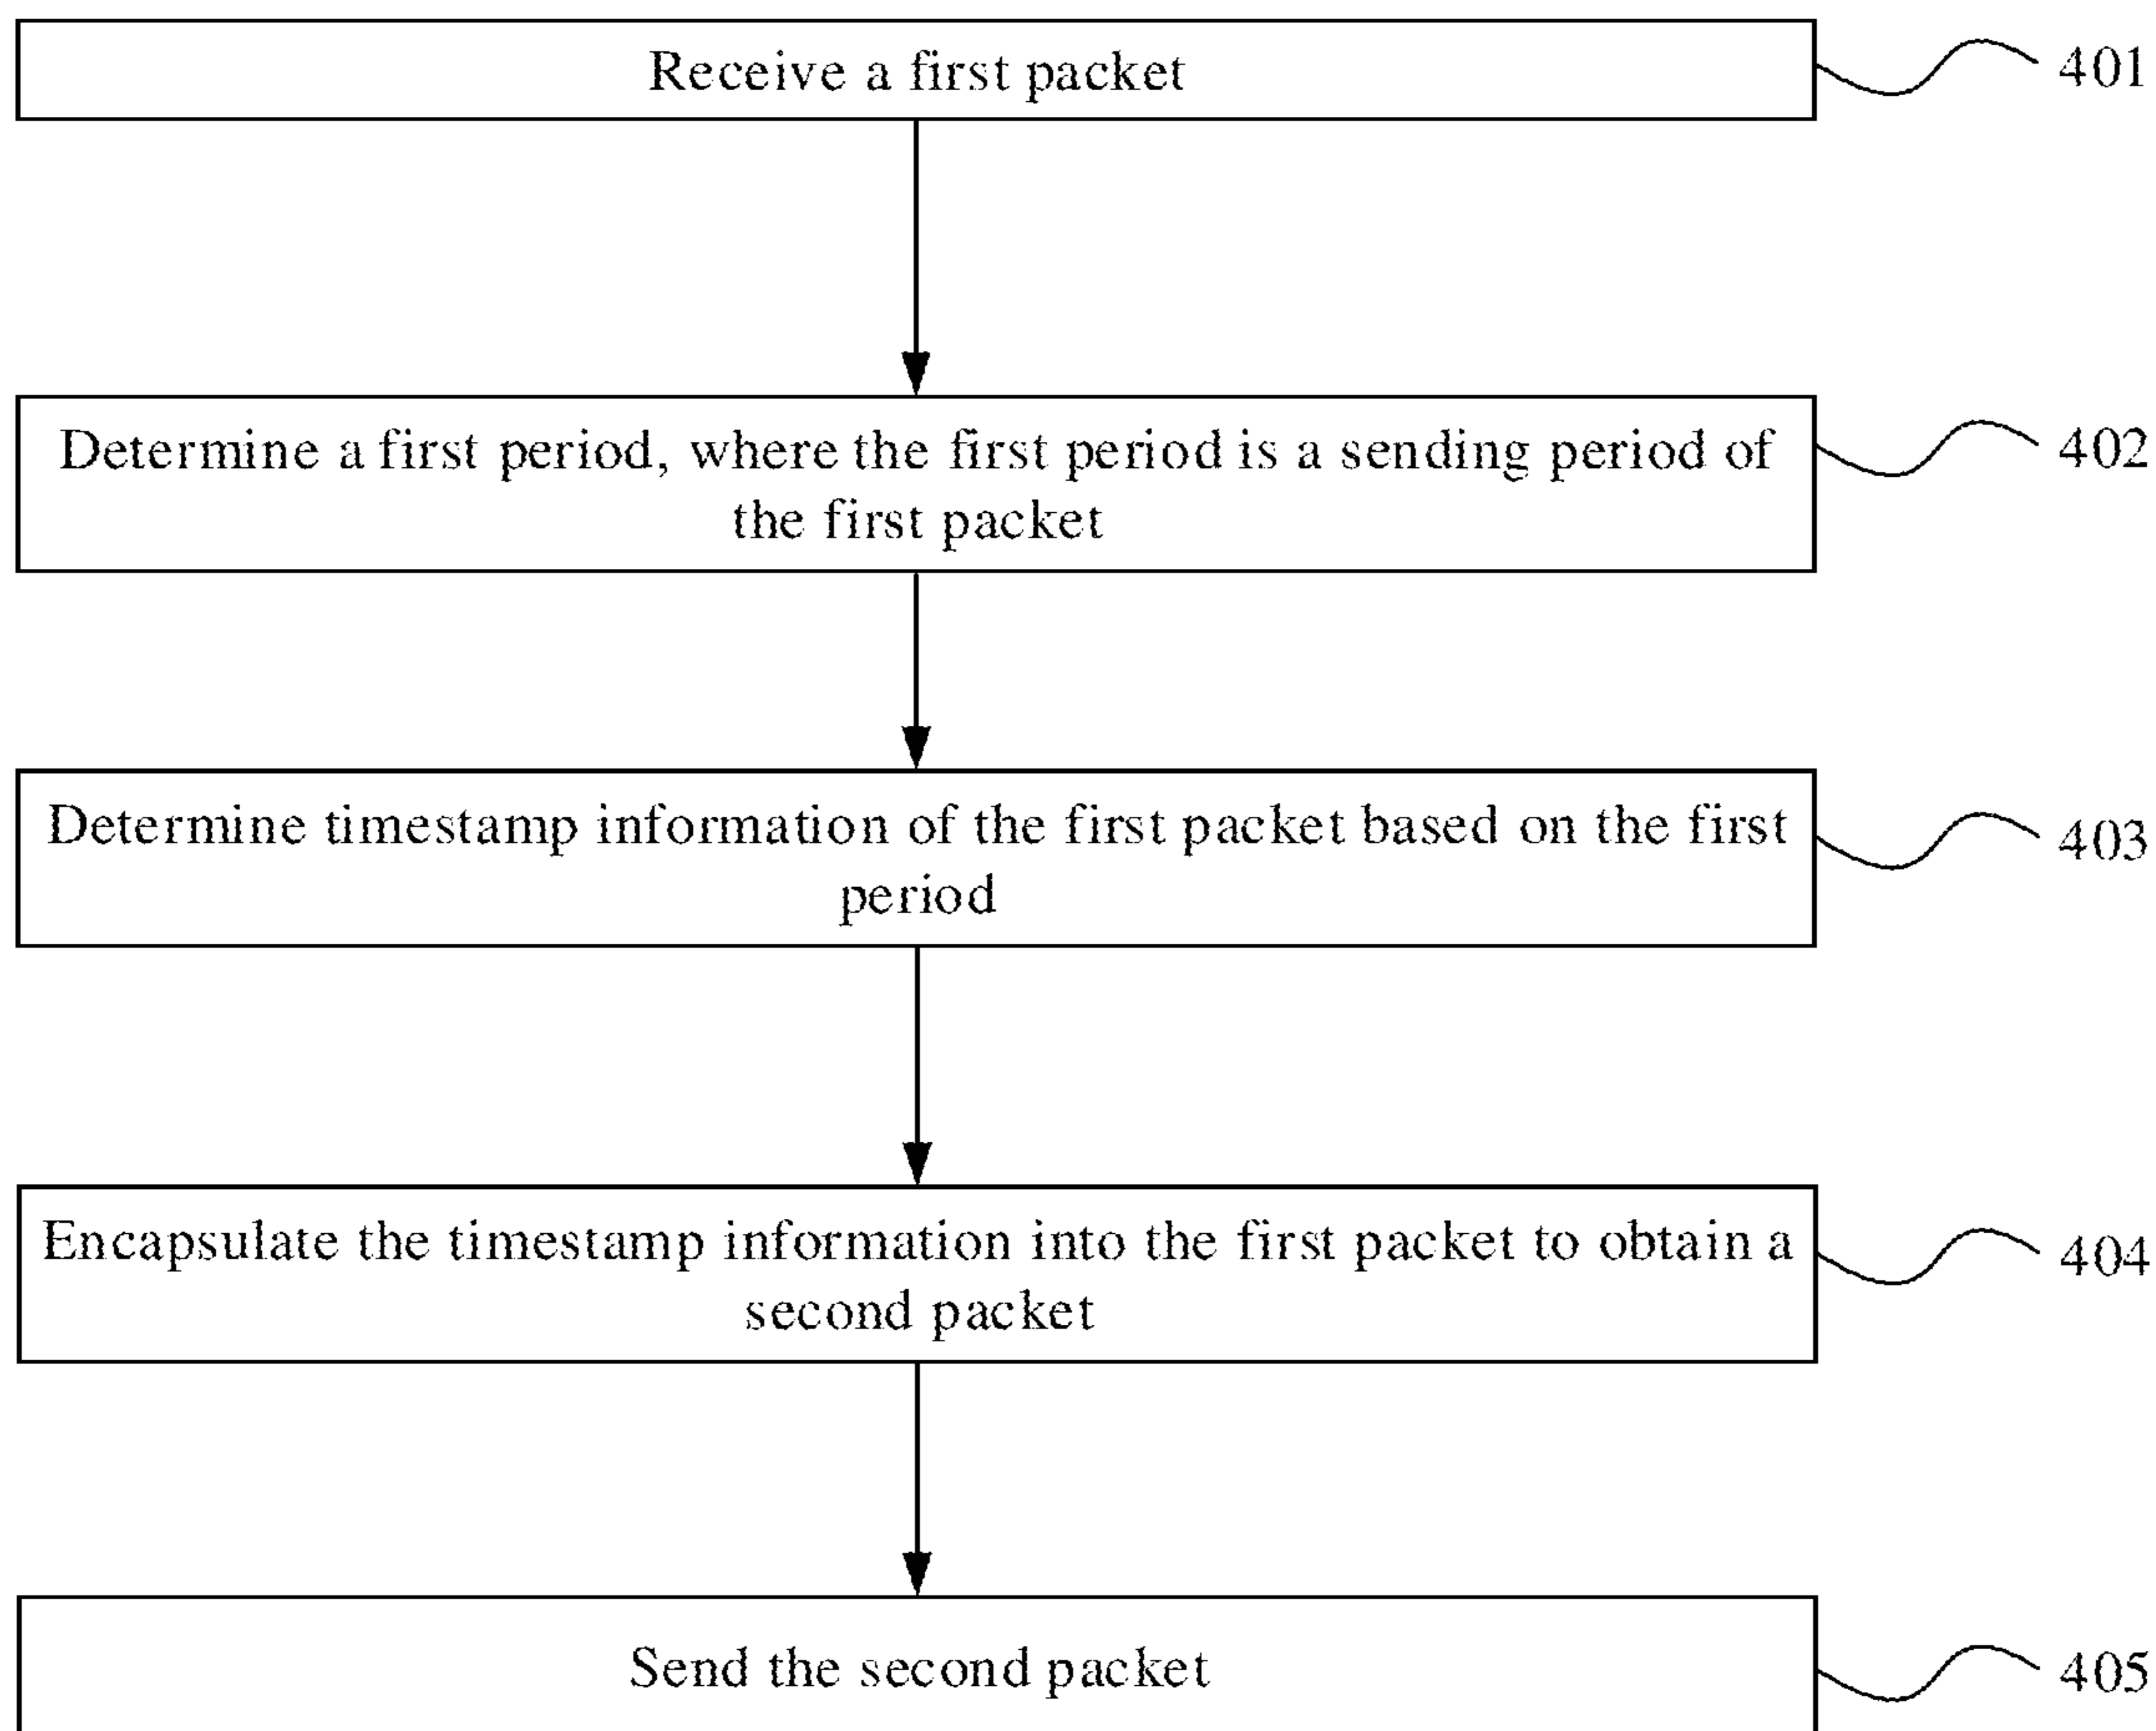 Receive a first packet
401
Determine a first period, where the first period is a sending period of
the first packet
402
Determine timestamp information of the first packet based on the first
period
403
Encapsulate the timestamp information into the first packet to obtain a
second packet
404
Send the second packet
405